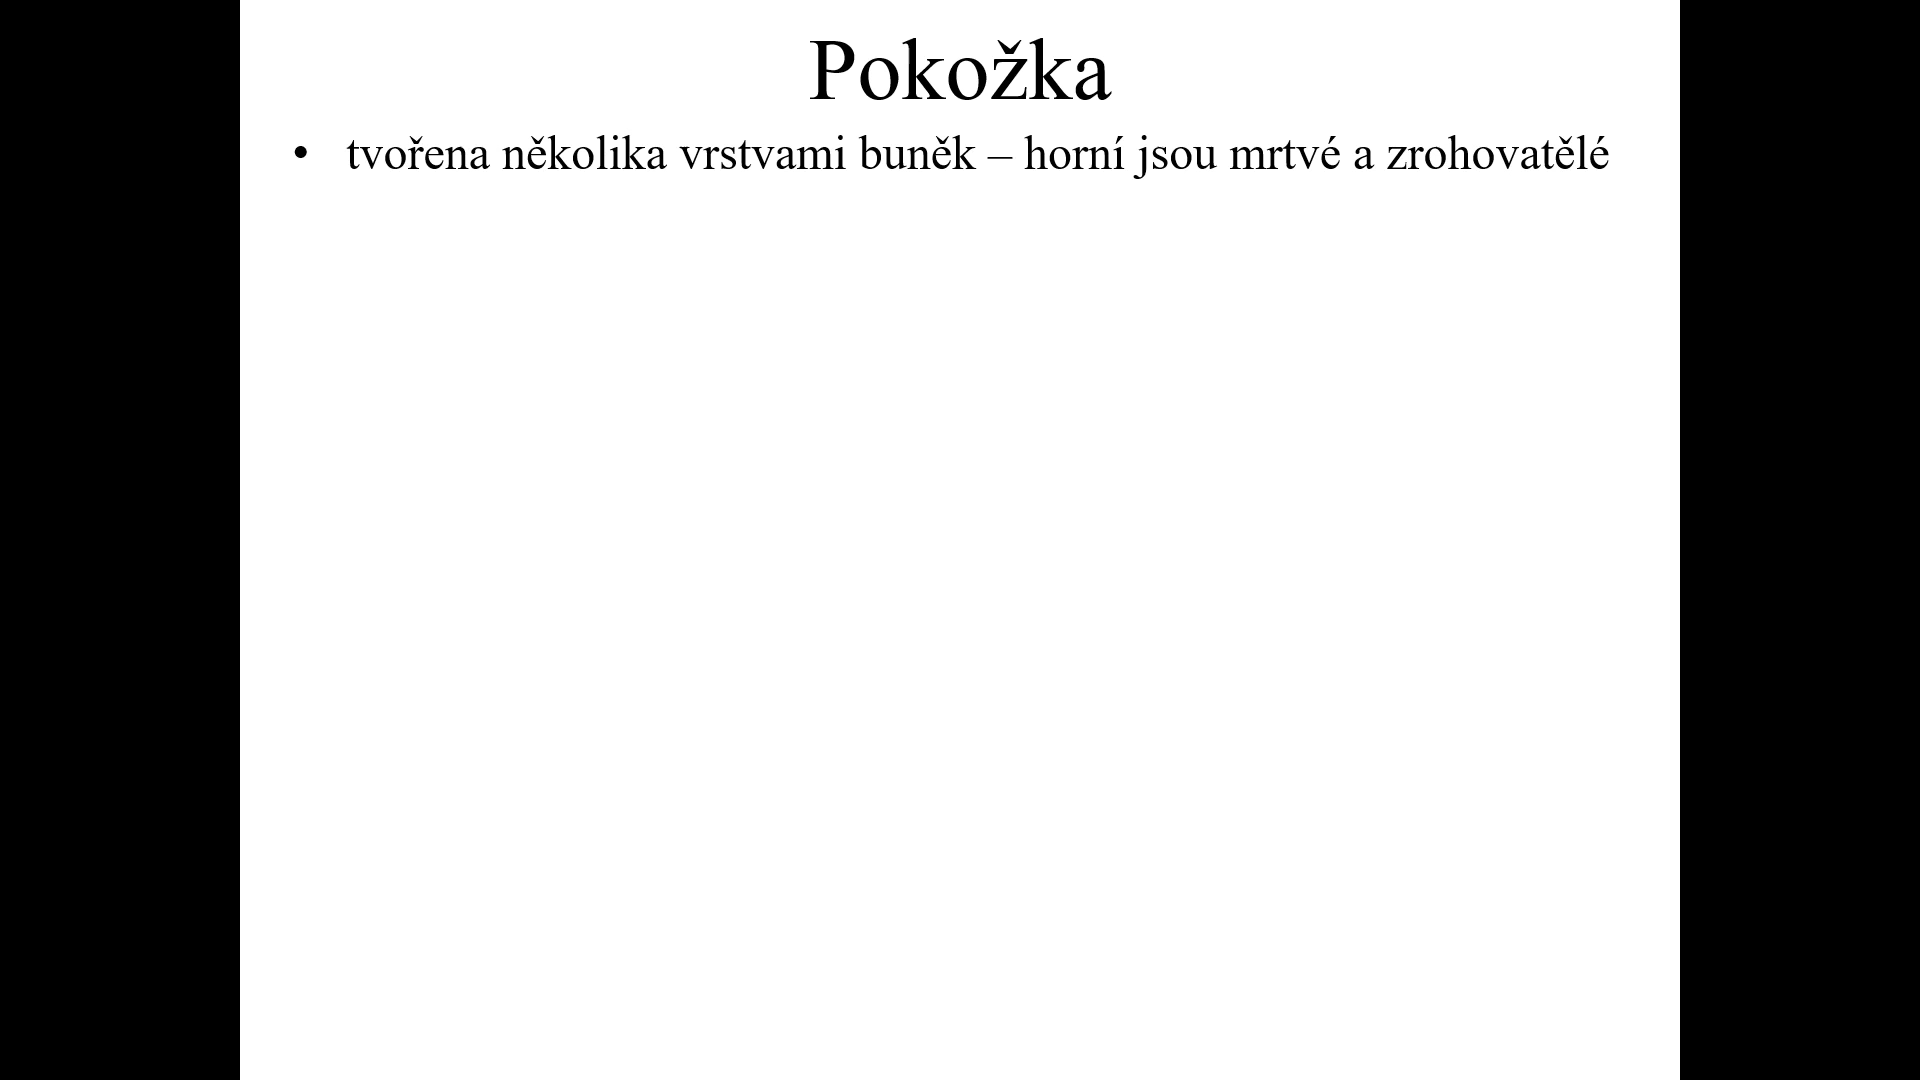 Pokožka
• tvořena několika vrstvami buněk – horní jsou mrtvé a zrohovatělé